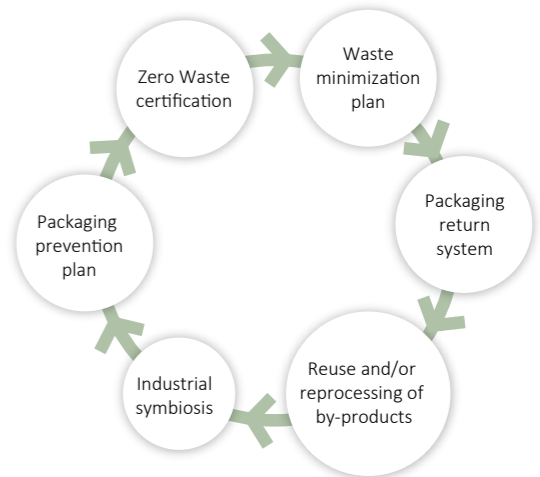 Zero Waste
certification
Waste
minimization
plan
Packaging
return
system
Reuse and/or
reprocessing of
by-products
Industrial
symbiosis
Packaging
prevention
plan